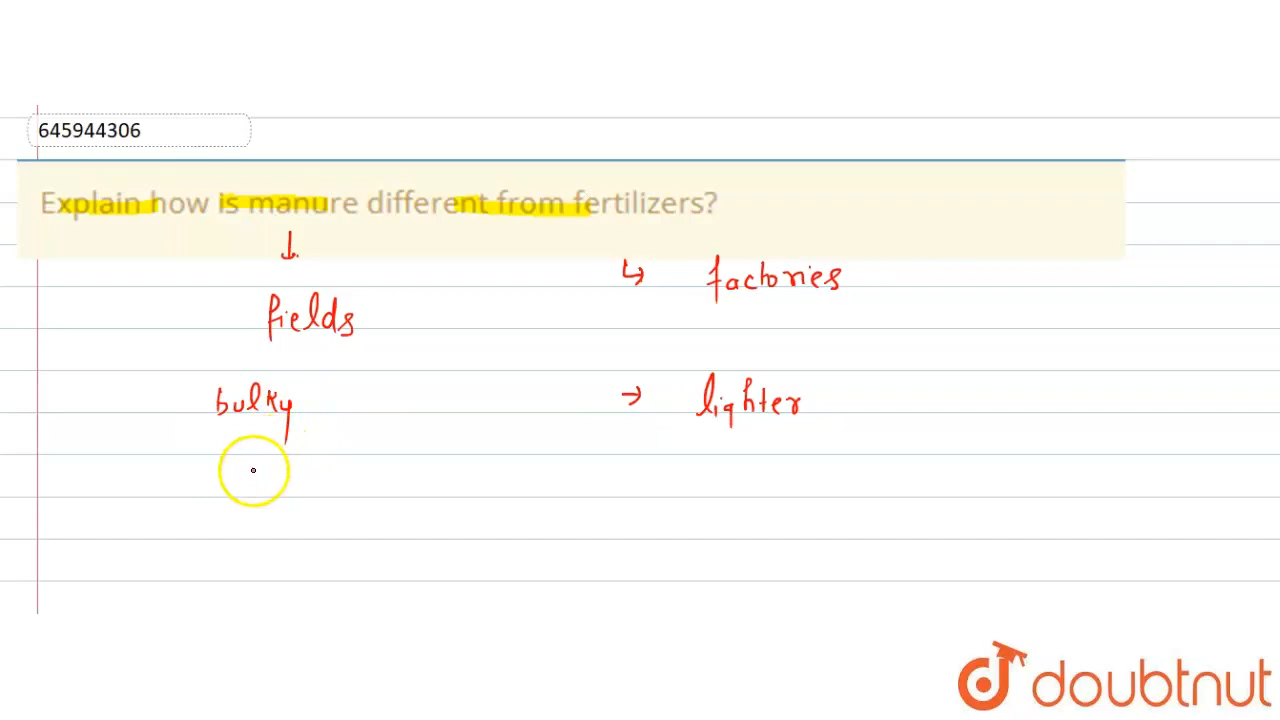 645944306
Explain how is manure different from fertilizers?
↓
↳ factories
fields
bulky → lighter
doubtnut